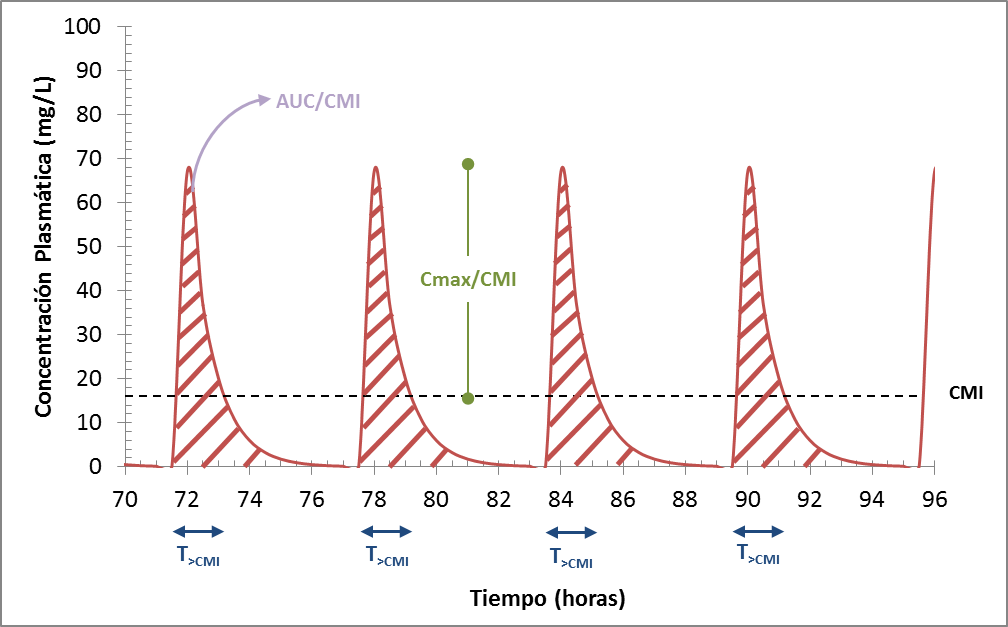 Concentración Plasmática (mg/L)
100
90
80
70
60
50
40
30
20
10
0
AUC/CMI
Cmax/CMI
CMI
70 72 74 76 78 80 82 84 86 88 90 92 94 96
T>CMI T>CMI T>CMI T>CMI
Tiempo (horas)